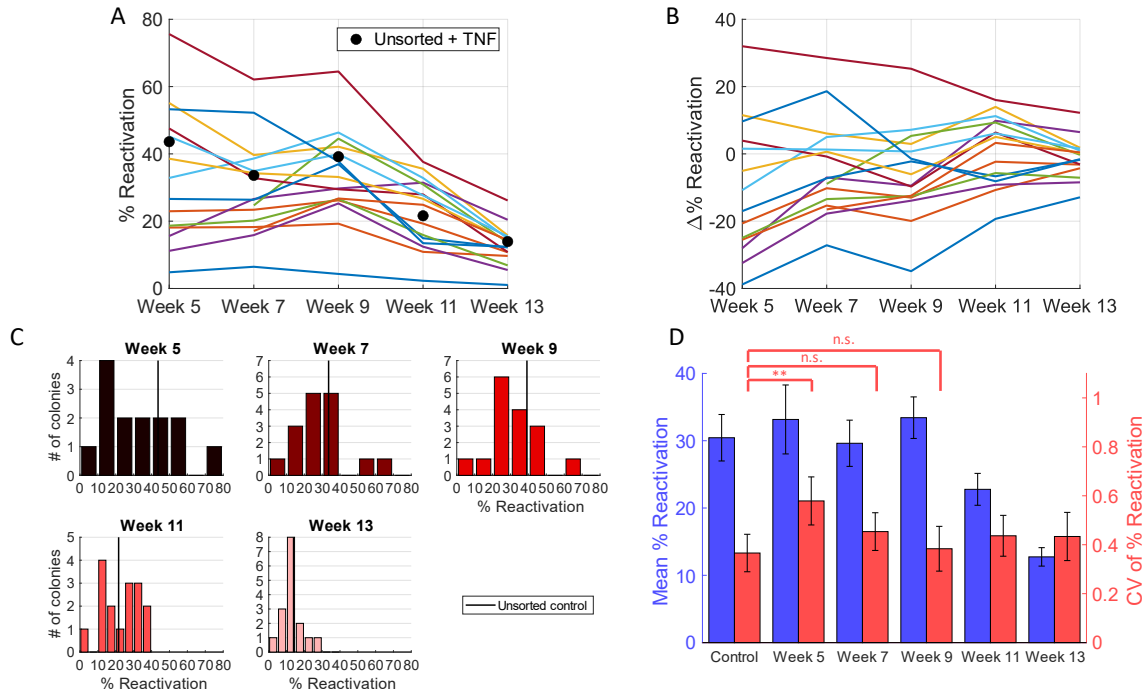 A
80
60
40
20
0
% Reactivation
Week 5 Week 7 Week 9 Week 11 Week 13
Unsorted + TNF
B
40
20
0
-20
-40
Δ% Reactivation
Week 5 Week 7 Week 9 Week 11 Week 13
C
Week 5
4
3
2
1
0
# of colonies
0 10 20 30 40 50 60 70 80
Week 7
7
6
5
4
3
2
1
0
0 10 20 30 40 50 60 70 80
Week 9
7
6
5
4
3
2
1
0
0 10 20 30 40 50 60 70 80
% Reactivation
Week 11
5
4
3
2
1
0
# of colonies
0 10 20 30 40 50 60 70 80
% Reactivation
Week 13
8
7
6
5
4
3
2
1
0
0 10 20 30 40 50 60 70 80
% Reactivation
Unsorted control
D
n.s.
n.s.
**
40
30
20
10
0
Mean % Reactivation
1
0.8
0.6
0.4
0.2
0
CV of % Reactivation
Control Week 5 Week 7 Week 9 Week 11 Week 13